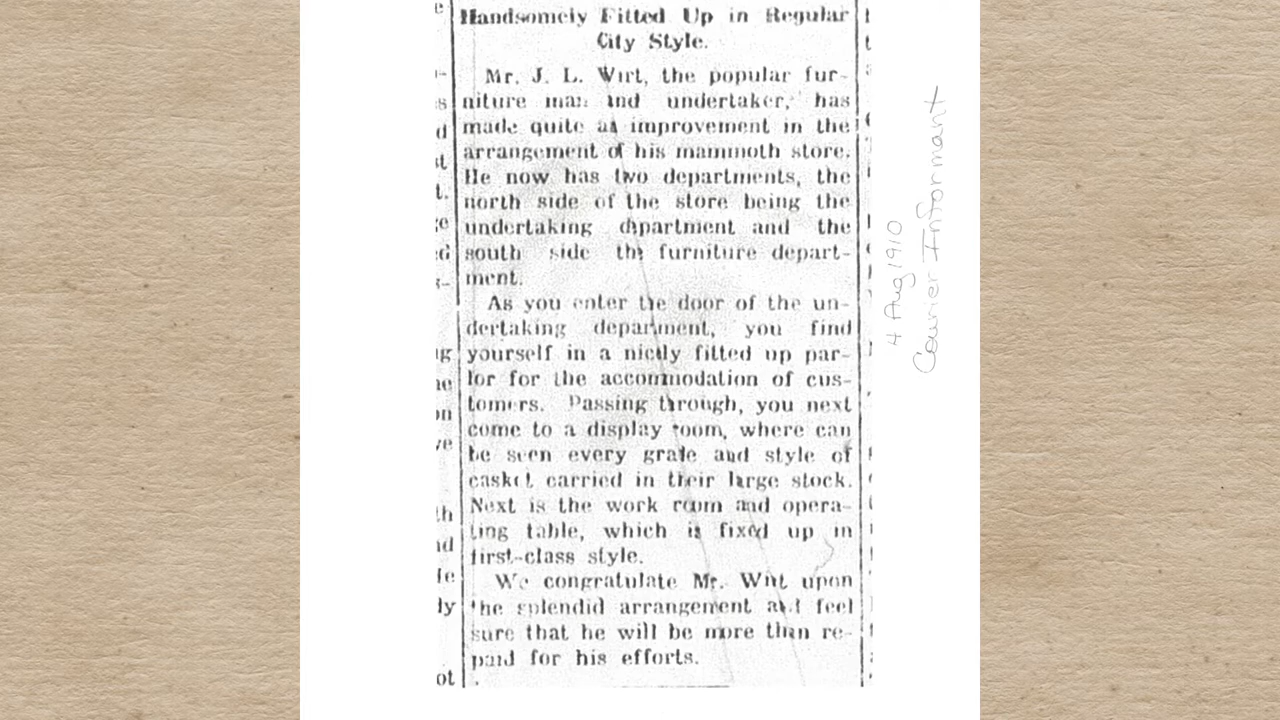 Handsomely Fitted Up in Regular
City Style.
Mr. J. L. Wirt, the popular fur-
niture man and undertaker, has
made quite an improvement in the
arrangement of his mammoth store.
He now has two departments, the
north side of the store being the
undertaking department and the
south side the furniture depart-
ment.
As you enter the door of the un-
dertaking department, you find
yourself in a nicely fitted up par-
lor for the accommodation of cus-
tomers. Passing through, you next
come to a display room, where can
be seen every grade and style of
casket carried in their large stock.
Next is the work room and opera-
ting table, which is fixed up in
first-class style.
We congratulate Mr. Wirt upon
the splendid arrangement and feel
sure that he will be more than re-
paid for his efforts.
4 Aug 1910
Courier Informant